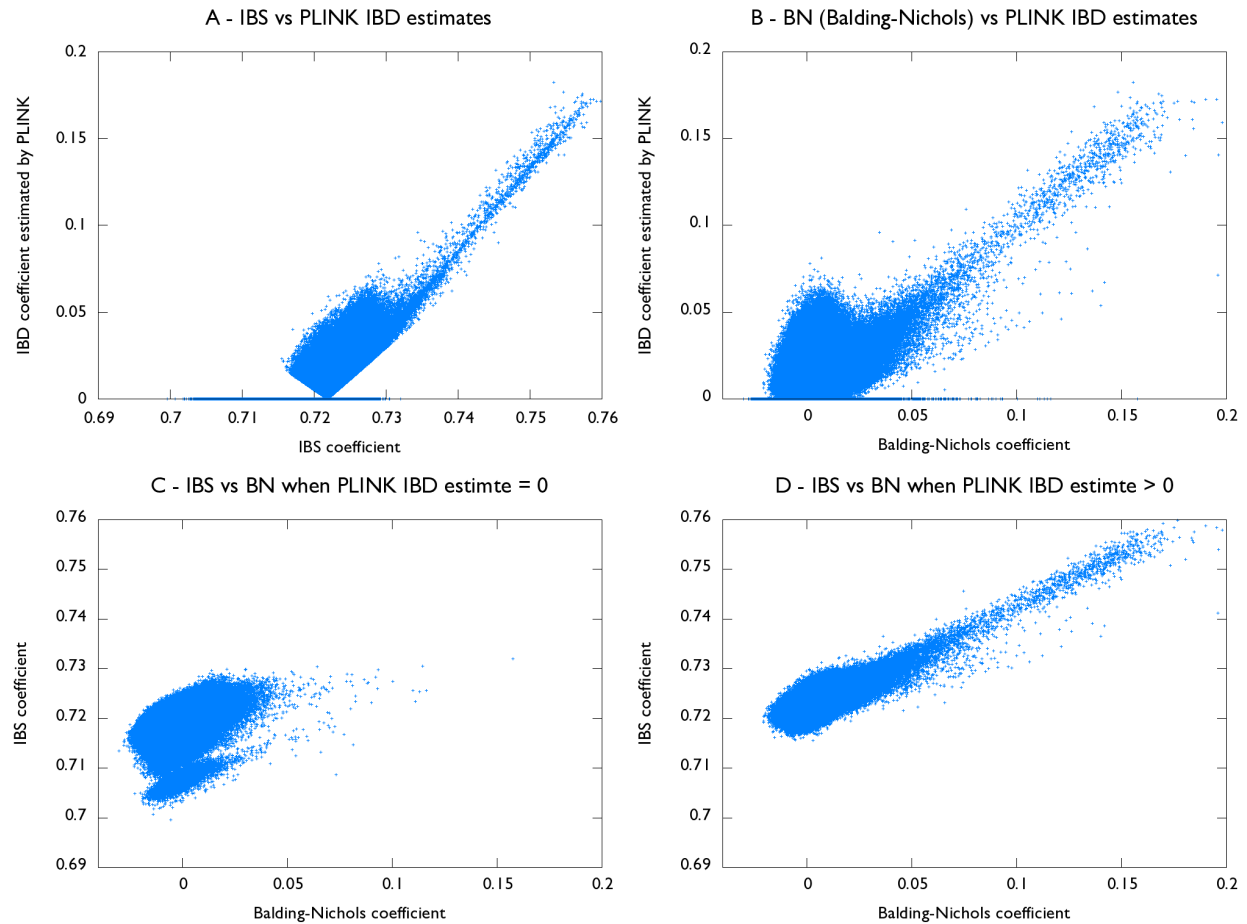 A - IBS vs PLINK IBD estimates
IBD coefficient estimated by PLINK
0.2
0.15
0.1
0.05
0
0.69 0.7 0.71 0.72 0.73 0.74 0.75 0.76
IBS coefficient
B - BN (Balding-Nichols) vs PLINK IBD estimates
IBD coefficient estimated by PLINK
0.2
0.15
0.1
0.05
0
0 0.05 0.1 0.15 0.2
Balding-Nichols coefficient
C - IBS vs BN when PLINK IBD estimte = 0
IBS coefficient
0.76
0.75
0.74
0.73
0.72
0.71
0.7
0.69
0 0.05 0.1 0.15 0.2
Balding-Nichols coefficient
D - IBS vs BN when PLINK IBD estimte > 0
IBS coefficient
0.76
0.75
0.74
0.73
0.72
0.71
0.7
0.69
0 0.05 0.1 0.15 0.2
Balding-Nichols coefficient